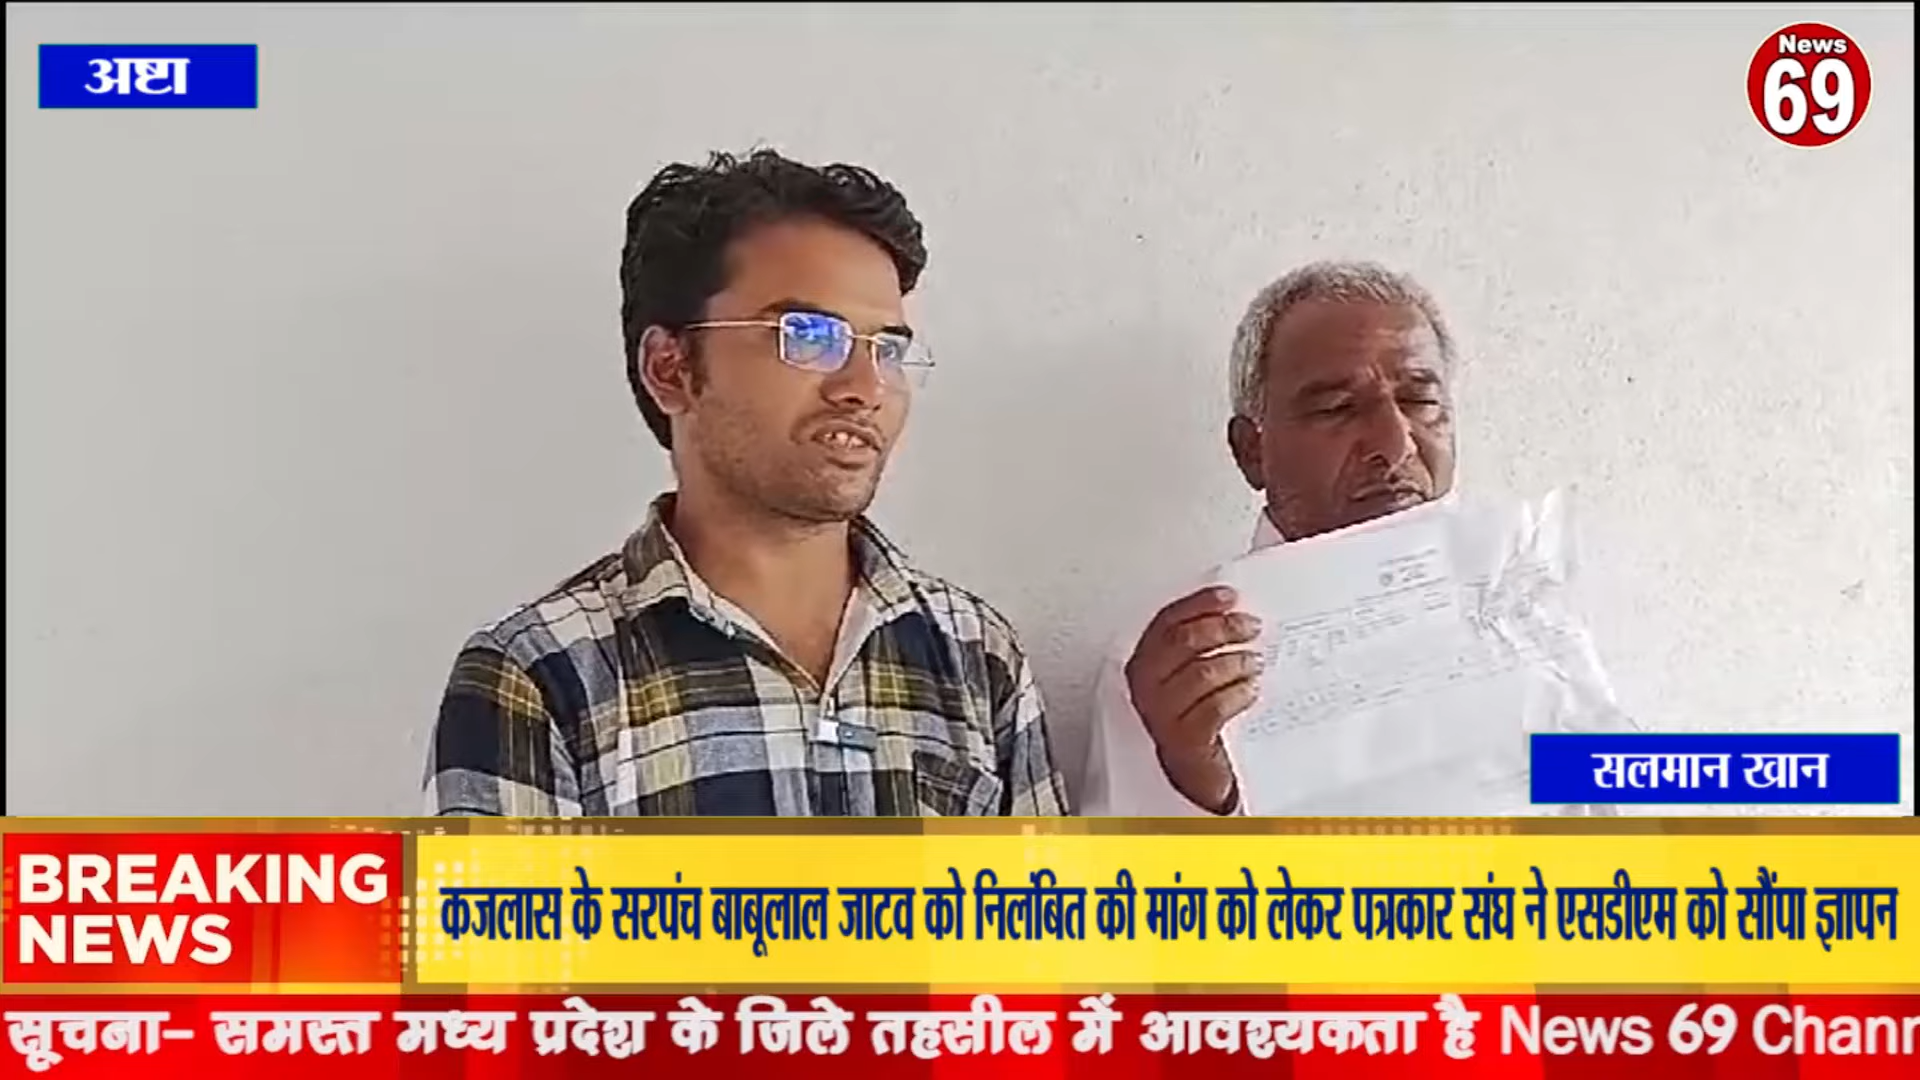 अष्टा
News
69
सलमान खान
BREAKING
NEWS
कजलास के सरपंच बाबूलाल जाटव को निलंबित की मांग को लेकर पत्रकार संघ ने एसडीएम को सौंपा ज्ञापन
सूचना- समस्त मध्य प्रदेश के जिले तहसील में आवश्यकता है News 69 Chann